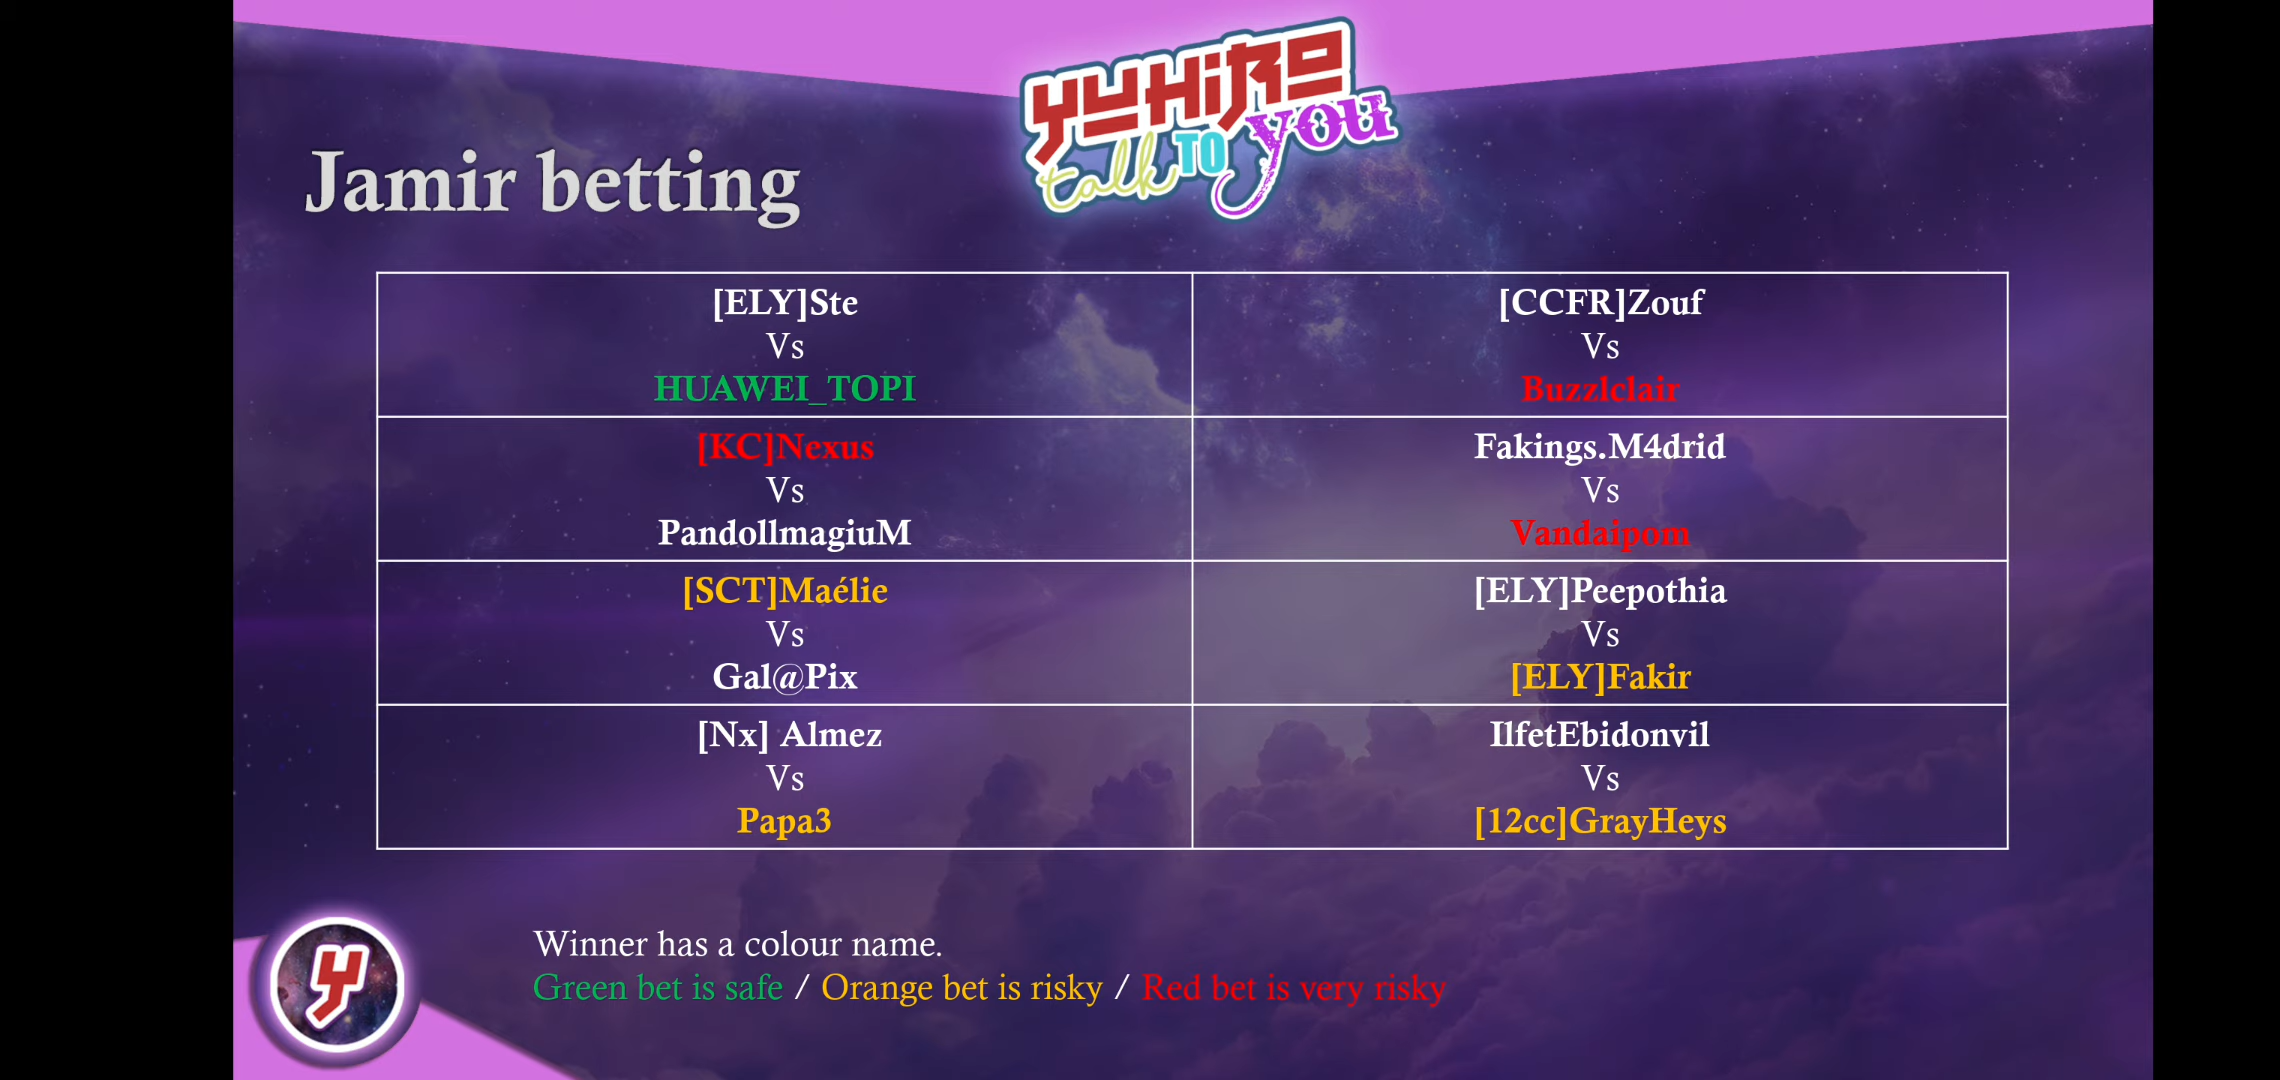 YUHIRO
talk TO you
Jamir betting
[ELY]Ste
Vs
HUAWEI_TOPI
[CCFR]Zouf
Vs
Buzzlclair
[KC]Nexus
Vs
PandollmagiuM
Fakings.M4drid
Vs
Vandaipom
[SCT]Maélie
Vs
Gal@Pix
[ELY]Peepothia
Vs
[ELY]Fakir
[Nx] Almez
Vs
Papa3
IlfetEbidonvil
Vs
[12cc]GrayHeys
Y
Winner has a colour name.
Green bet is safe / Orange bet is risky / Red bet is very risky